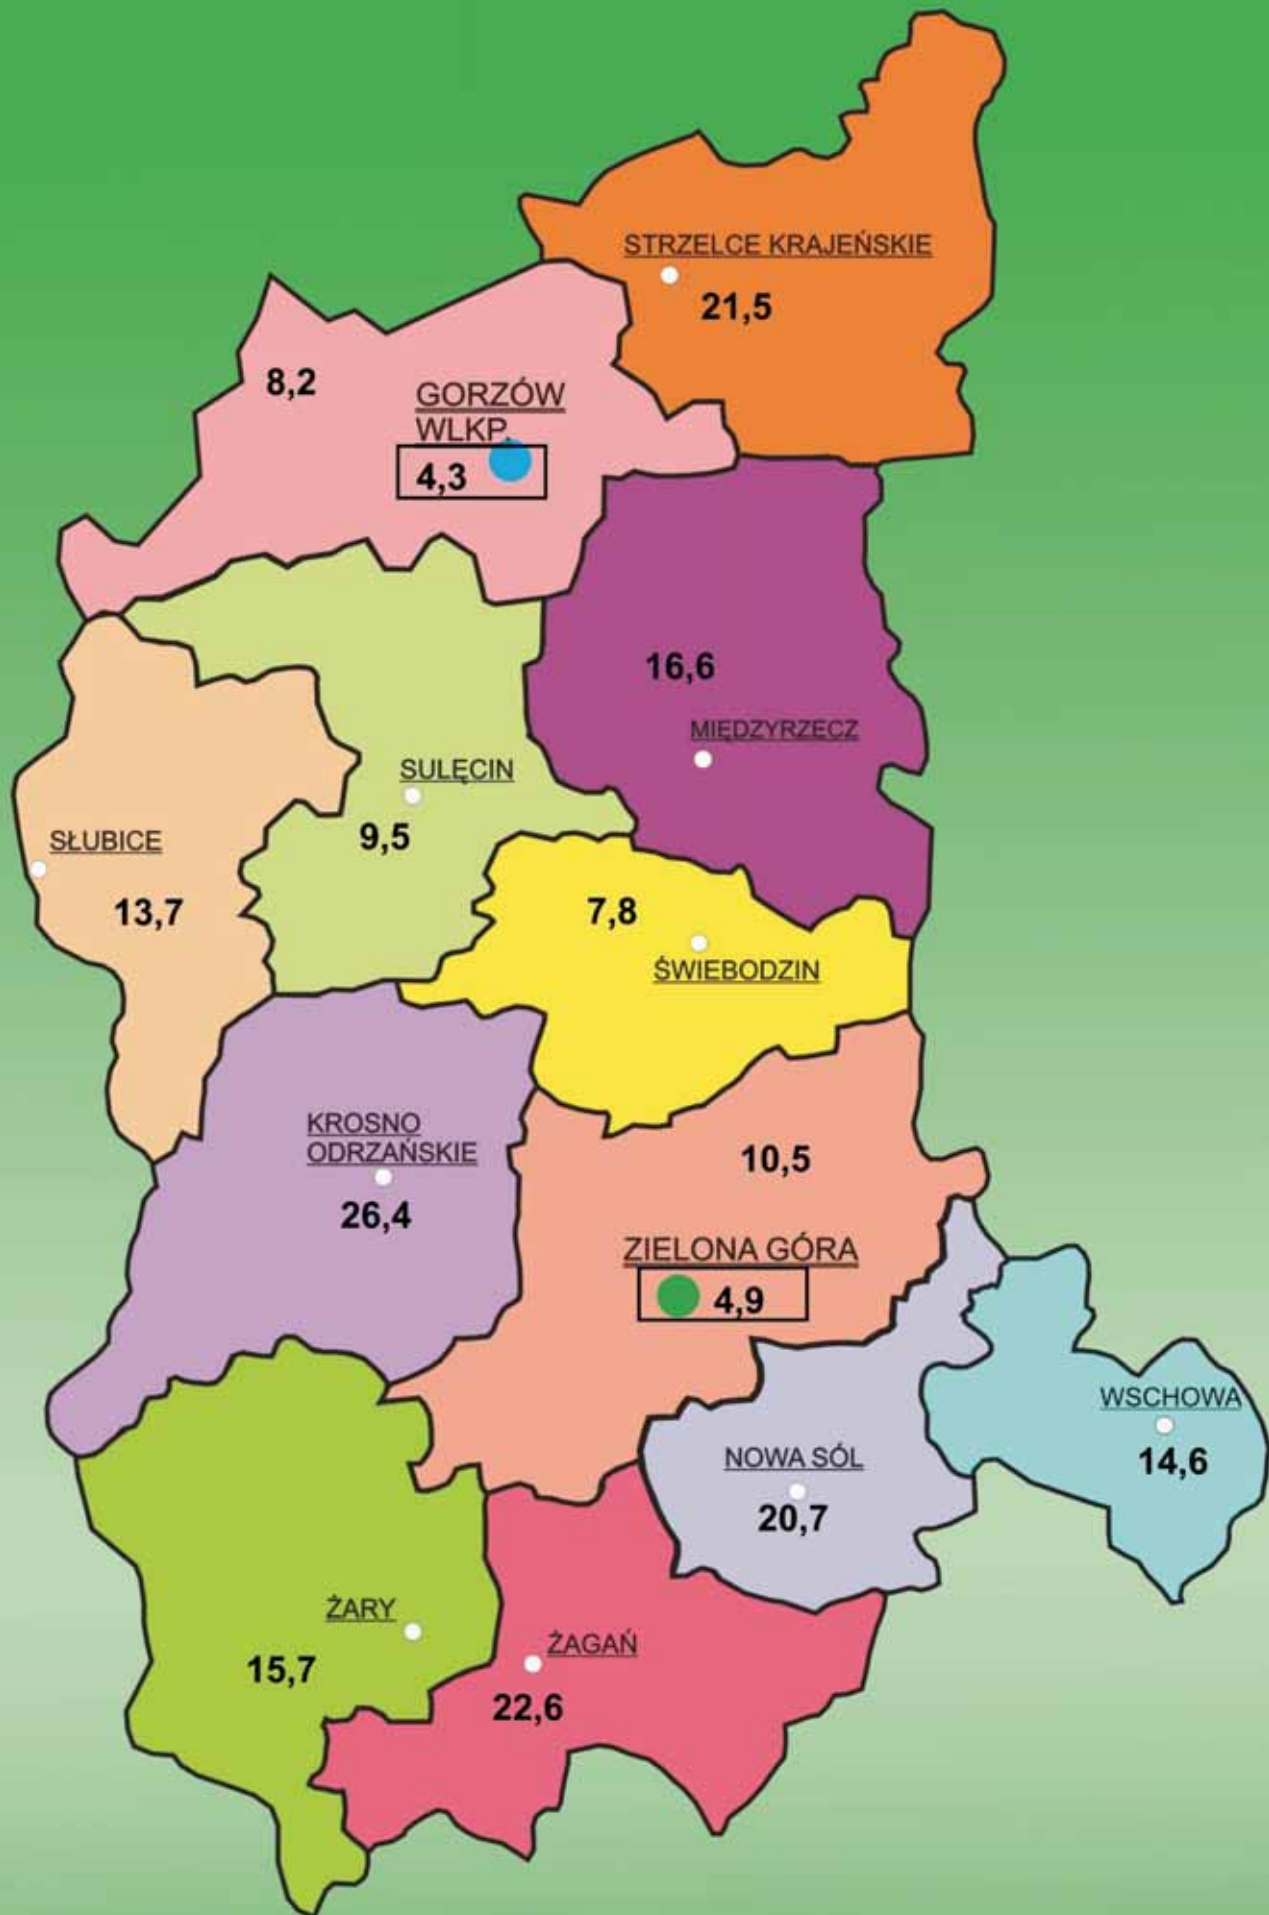 STRZELCE KRAJEŃSKIE
21,5
8,2
GORZÓW
WLKP
4,3
16,6
MIĘDZYRZECZ
SULĘCIN
9,5
SŁUBICE
13,7
7,8
ŚWIEBODZIN
KROSNO
ODRZAŃSKIE
26,4
10,5
ZIELONA GÓRA
4,9
WSCHOWA
14,6
NOWA SÓL
20,7
ŻARY
15,7
ŻAGAŃ
22,6